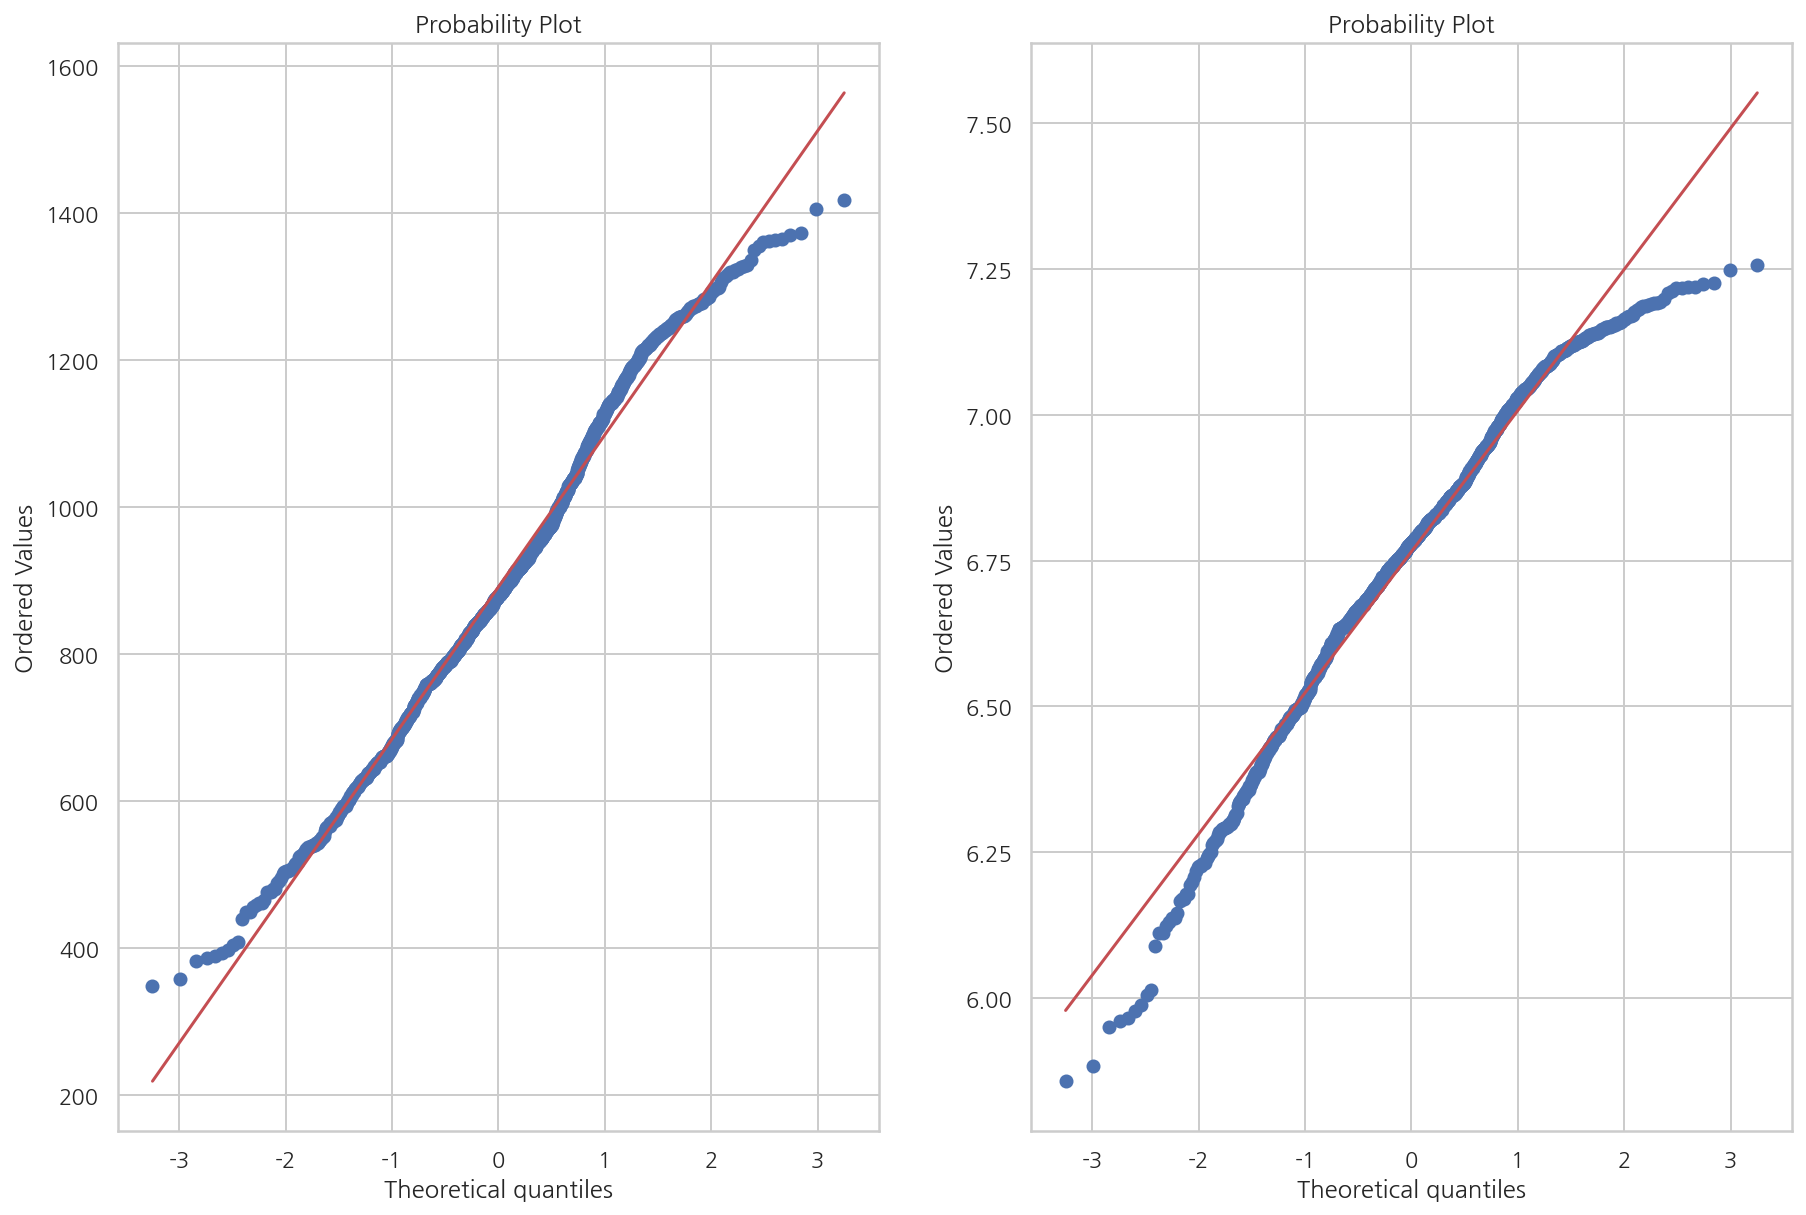 Probability Plot
1600
1400
1200
1000
800
600
400
200
Ordered Values
-3 -2 -1 0 1 2 3
Theoretical quantiles
Probability Plot
7.50
7.25
7.00
6.75
6.50
6.25
6.00
Ordered Values
-3 -2 -1 0 1 2 3
Theoretical quantiles